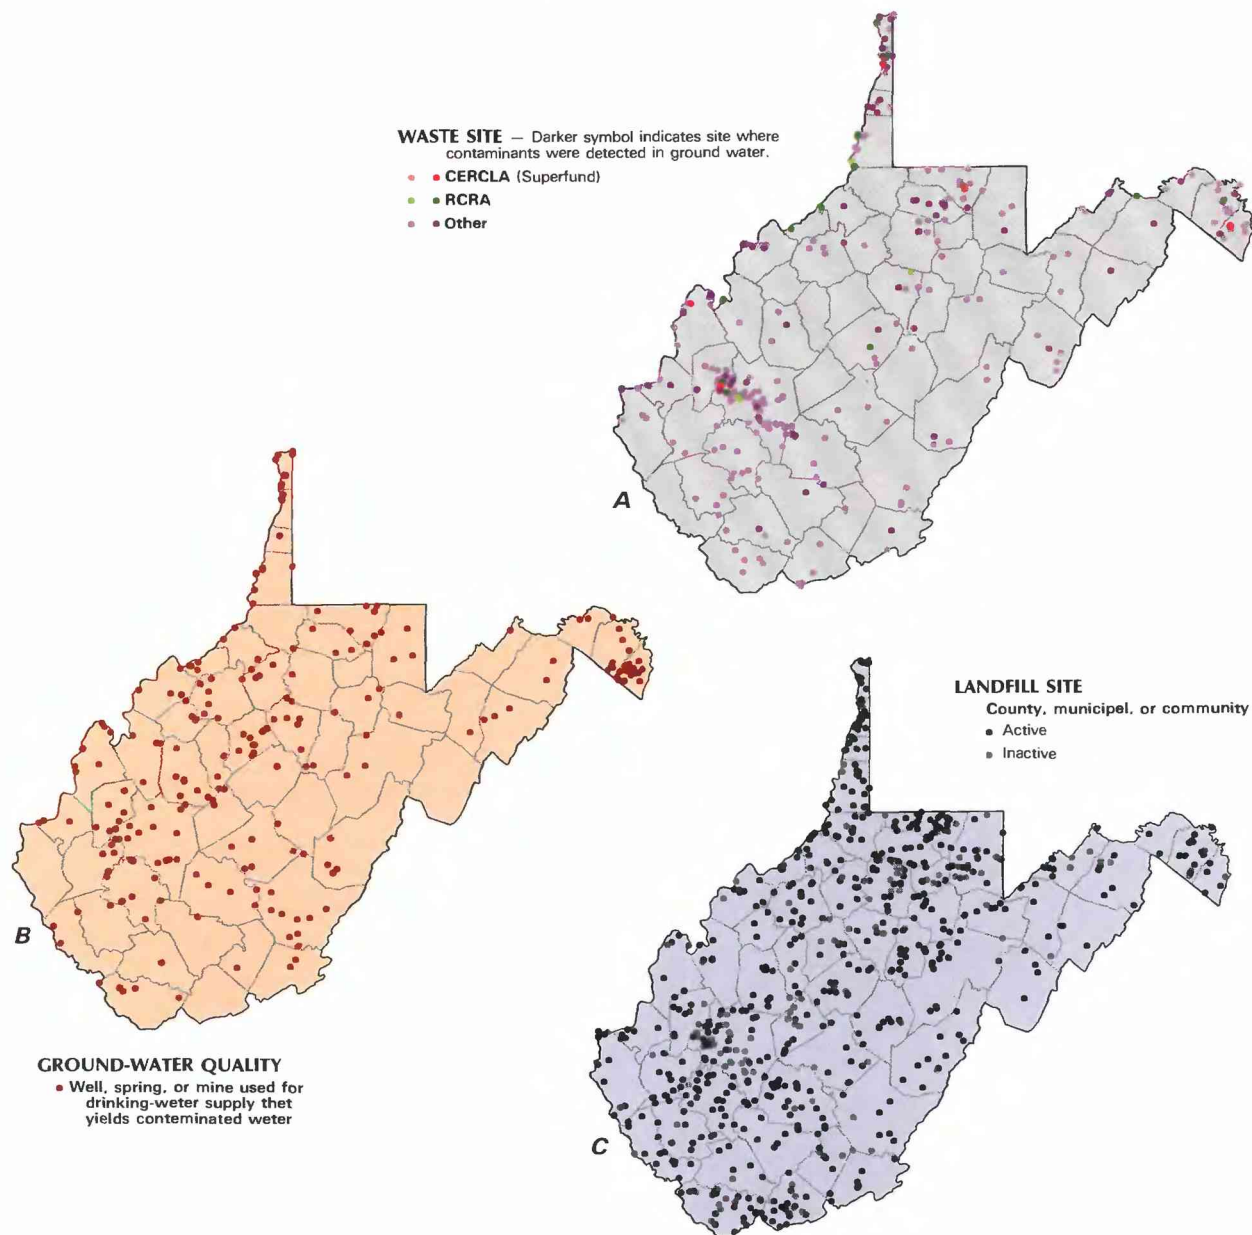 WASTE SITE — Darker symbol indicates site where
contaminants were detected in ground water.
CERCLA (Superfund)
RCRA
Other
A
LANDFILL SITE
County, municipel, or community
Active
Inactive
B
GROUND-WATER QUALITY
Well, spring, or mine used for
drinking-water supply thet
yields contaminated weter
C